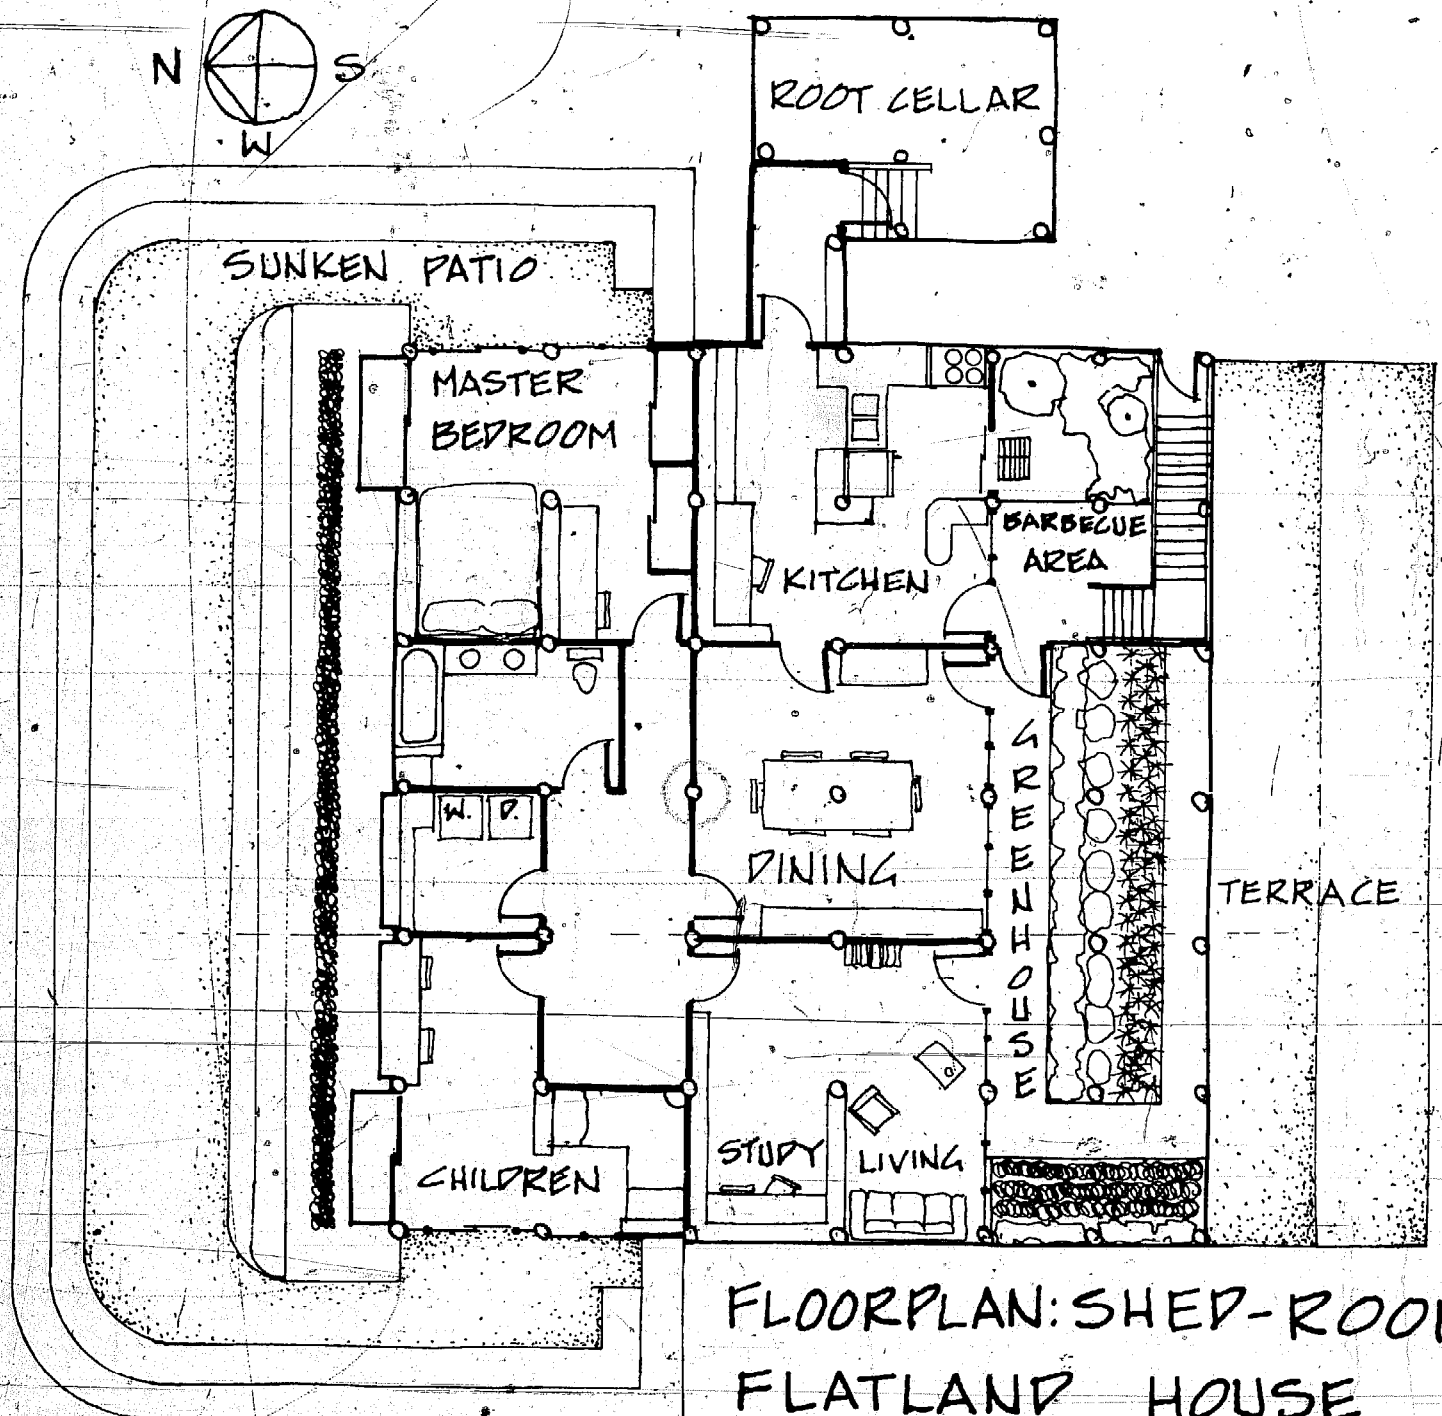 N S
W
ROOT CELLAR
SUNKEN PATIO
MASTER
BEDROOM
BARBECUE
AREA
KITCHEN
GREENHOUSE
W. D.
DINING
TERRACE
STUDY
LIVING
CHILDREN
FLOORPLAN: SHED-ROO
FLATLAND HOUSE